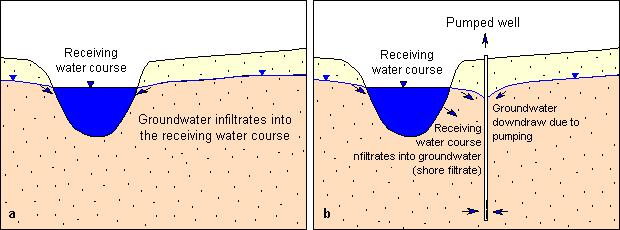 Receiving
water course
Groundwater infiltrates into
the receiving water course
a
Pumped well
Receiving
water course
Groundwater
downdraw due to
pumping
Receiving
water course
nfiltrates into groundwater
(shore filtrate)
b